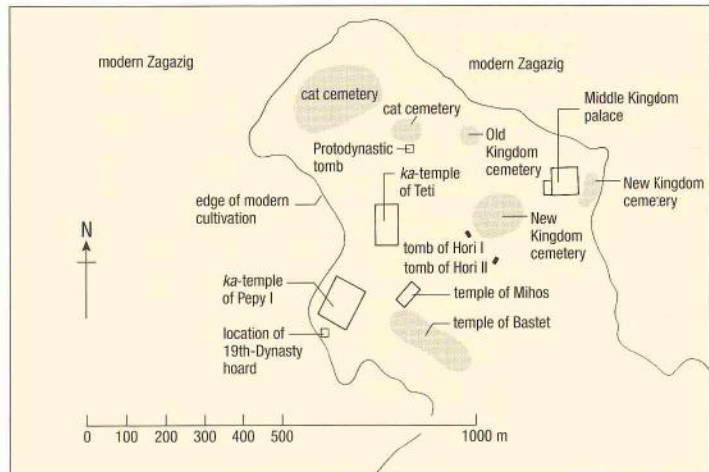 modern Zagazig
modern Zagazig
cat cemetery
cat cemetery
Protodynastic
tomb
Old
Kingdom
cemetery
Middle Kingdom
palace
ka-temple
of Teti
New Kingdom
cemetery
edge of modern
cultivation
New
Kingdom
cemetery
N
tomb of Hori I
tomb of Hori II
ka-temple
of Pepy I
temple of Mihos
temple of Bastet
location of
19th-Dynasty
hoard
0 100 200 300 400 500 1000 m